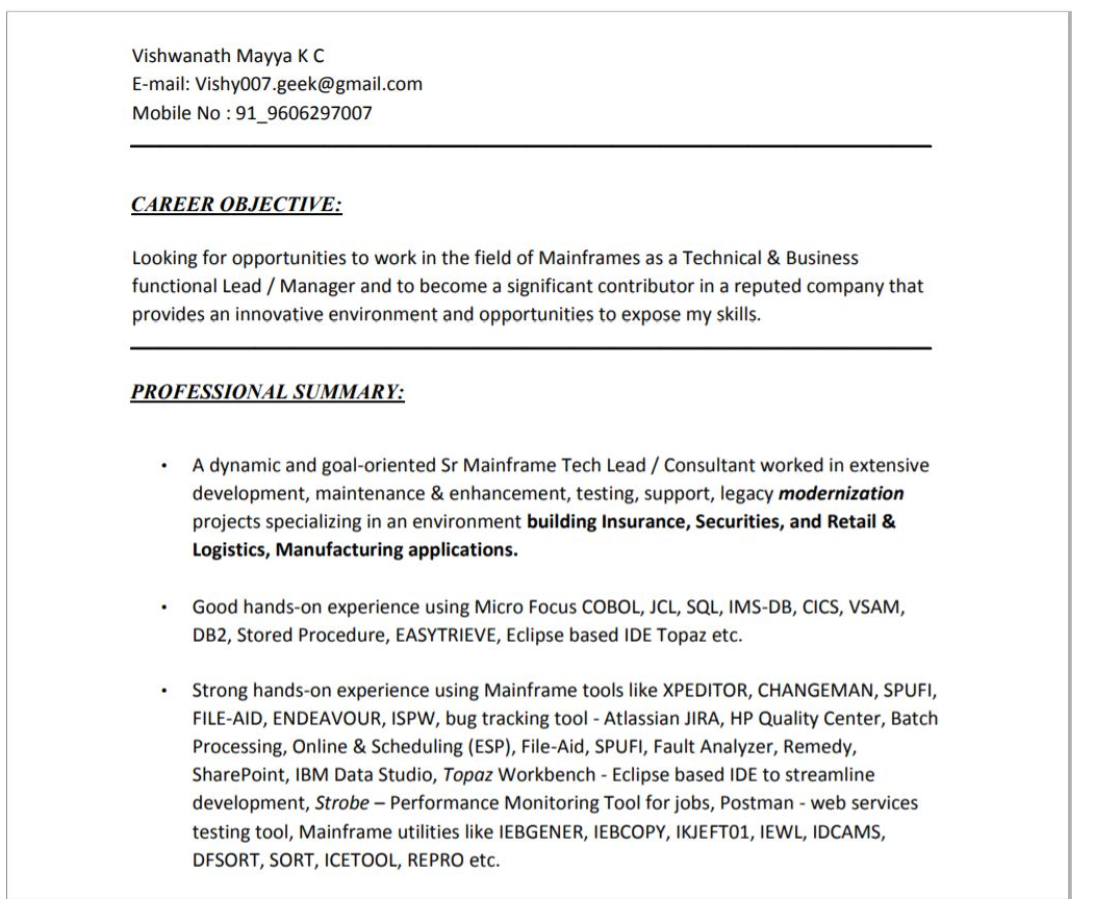 Vishwanath Mayya K C
E-mail: Vishy007.geek@gmail.com
Mobile No : 91_9606297007
CAREER OBJECTIVE:
Looking for opportunities to work in the field of Mainframes as a Technical & Business
functional Lead / Manager and to become a significant contributor in a reputed company that
provides an innovative environment and opportunities to expose my skills.
PROFESSIONAL SUMMARY:
• A dynamic and goal-oriented Sr Mainframe Tech Lead / Consultant worked in extensive
development, maintenance & enhancement, testing, support, legacy modernization
projects specializing in an environment building Insurance, Securities, and Retail &
Logistics, Manufacturing applications.
• Good hands-on experience using Micro Focus COBOL, JCL, SQL, IMS-DB, CICS, VSAM,
DB2, Stored Procedure, EASYTRIEVE, Eclipse based IDE Topaz etc.
• Strong hands-on experience using Mainframe tools like XPEDITOR, CHANGEMAN, SPUFI,
FILE-AID, ENDEAVOUR, ISPW, bug tracking tool - Atlassian JIRA, HP Quality Center, Batch
Processing, Online & Scheduling (ESP), File-Aid, SPUFI, Fault Analyzer, Remedy,
SharePoint, IBM Data Studio, Topaz Workbench - Eclipse based IDE to streamline
development, Strobe – Performance Monitoring Tool for jobs, Postman - web services
testing tool, Mainframe utilities like IEBGENER, IEBCOPY, IKJEFT01, IEWL, IDCAMS,
DFSORT, SORT, ICETOOL, REPRO etc.